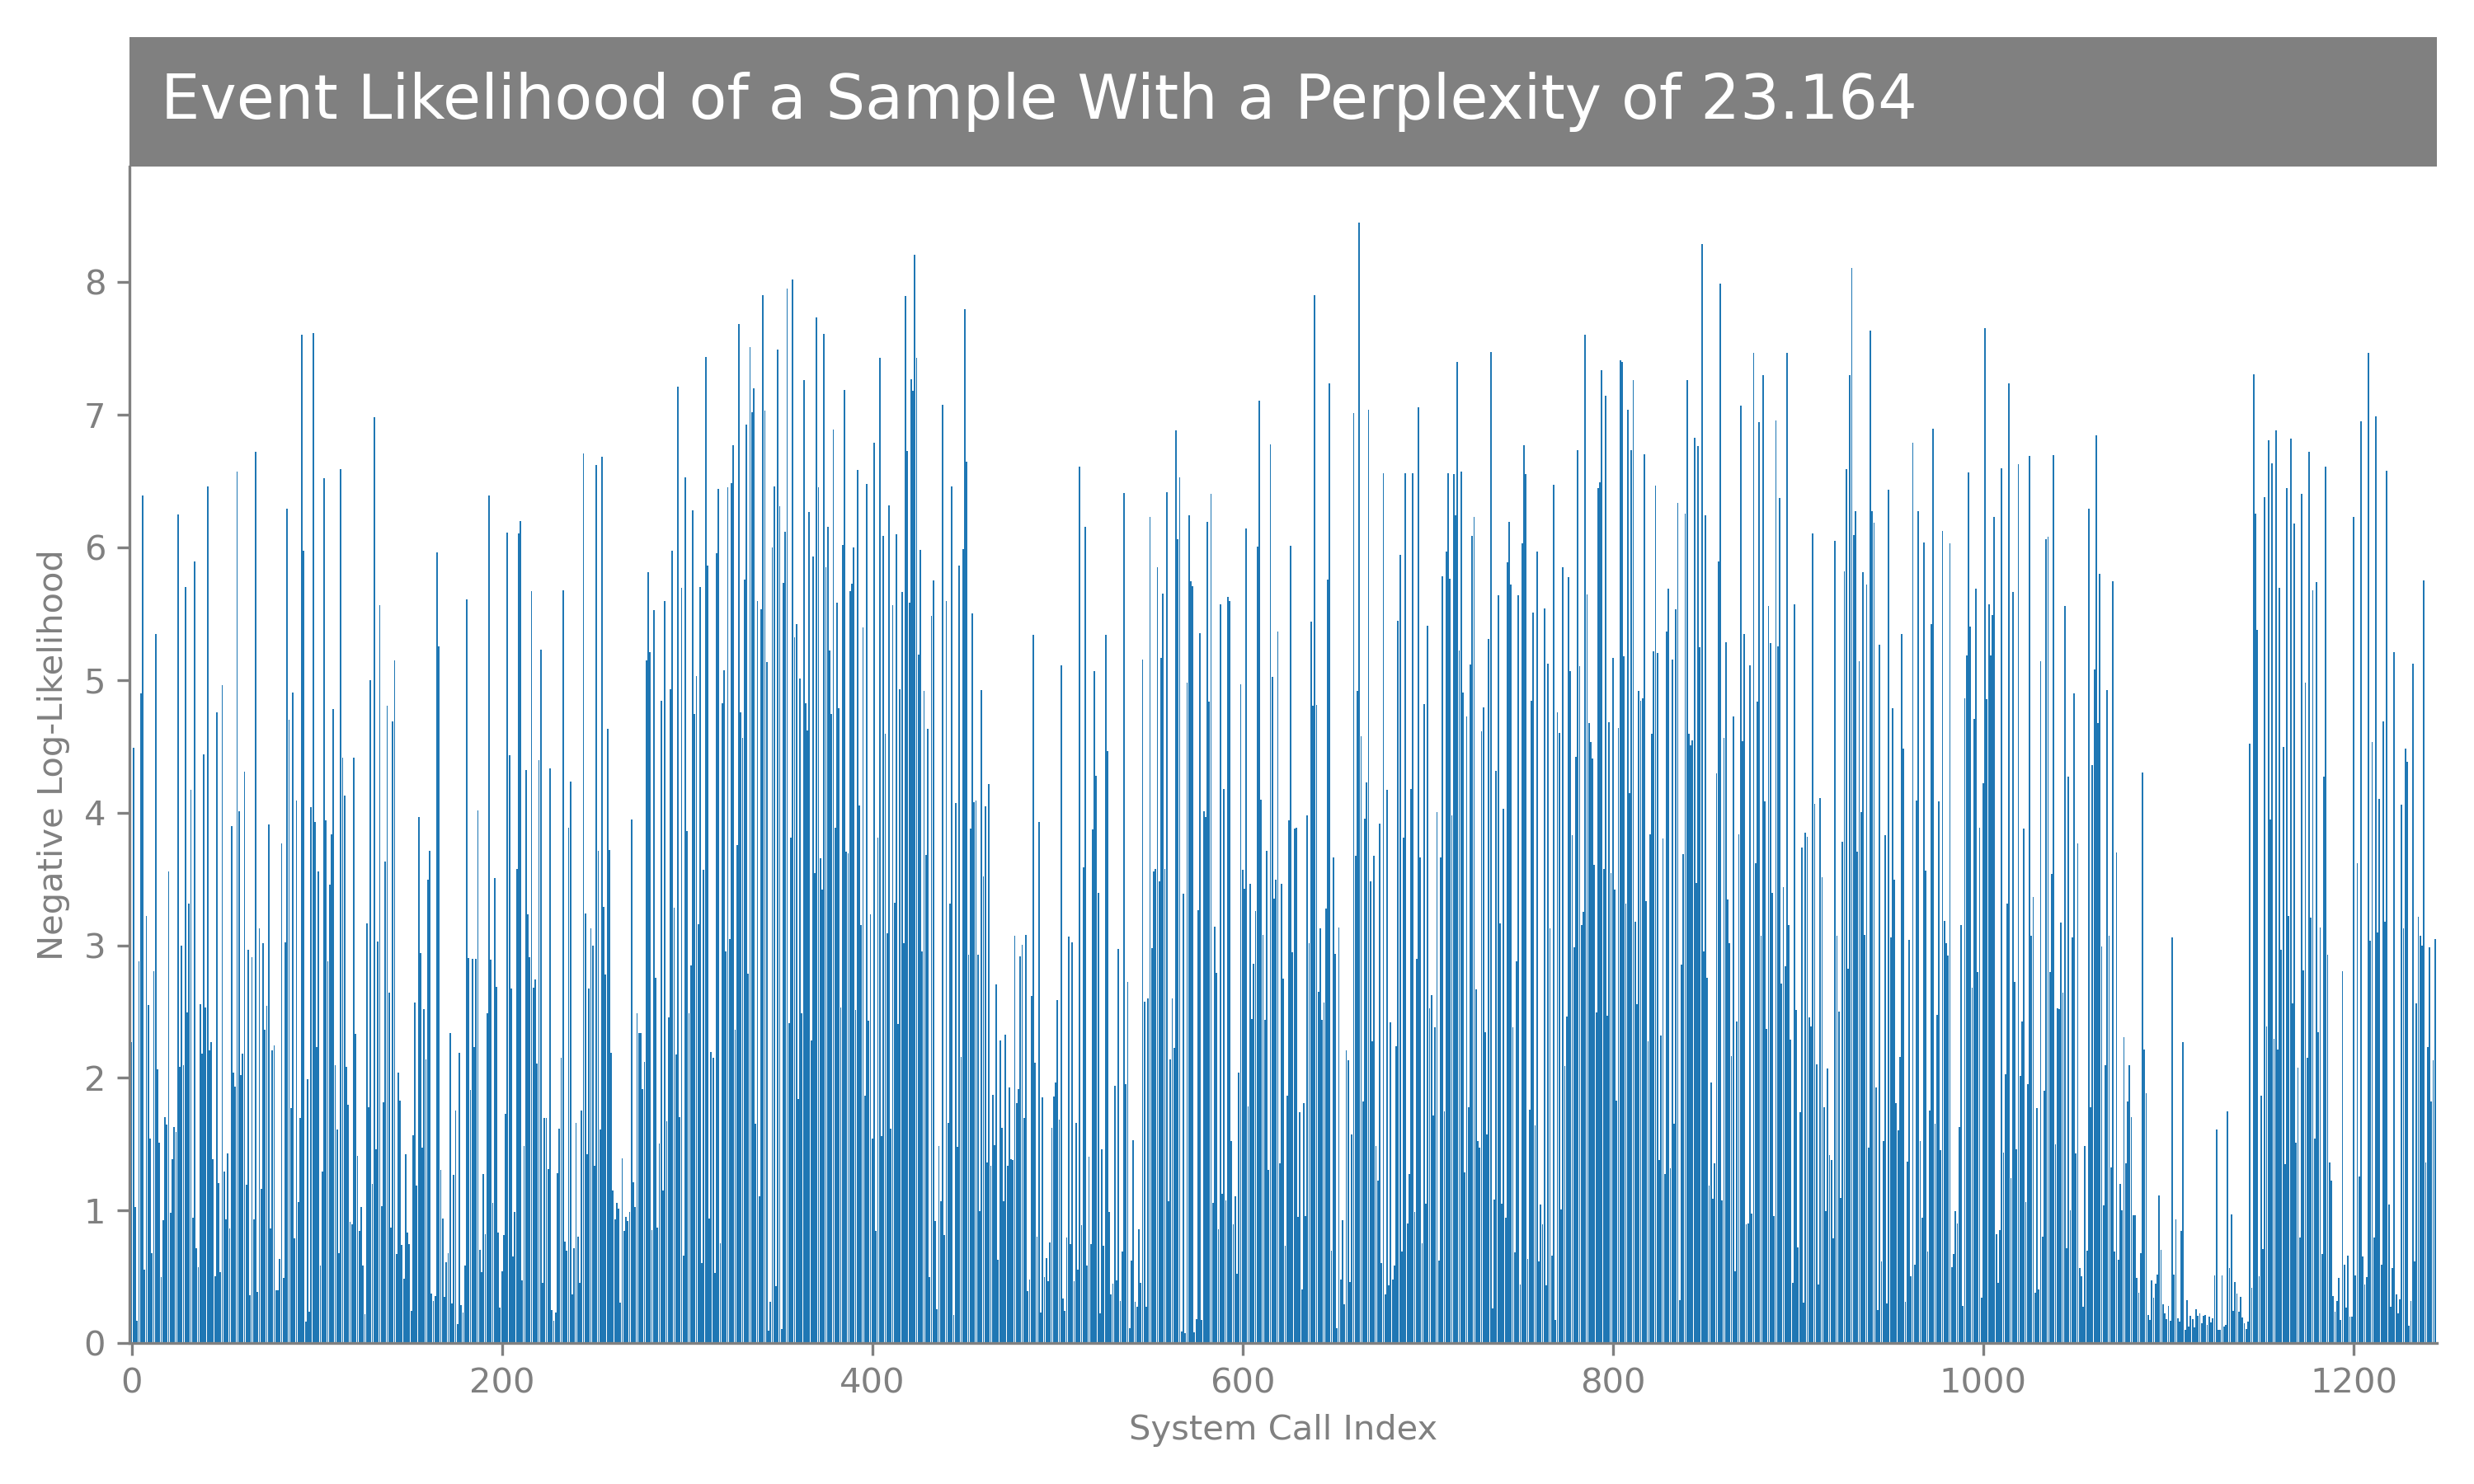 Event Likelihood of a Sample With a Perplexity of 23.164
8
7
6
5
4
3
2
1
0
Negative Log-Likelihood
0 200 400 600 800 1000 1200
System Call Index